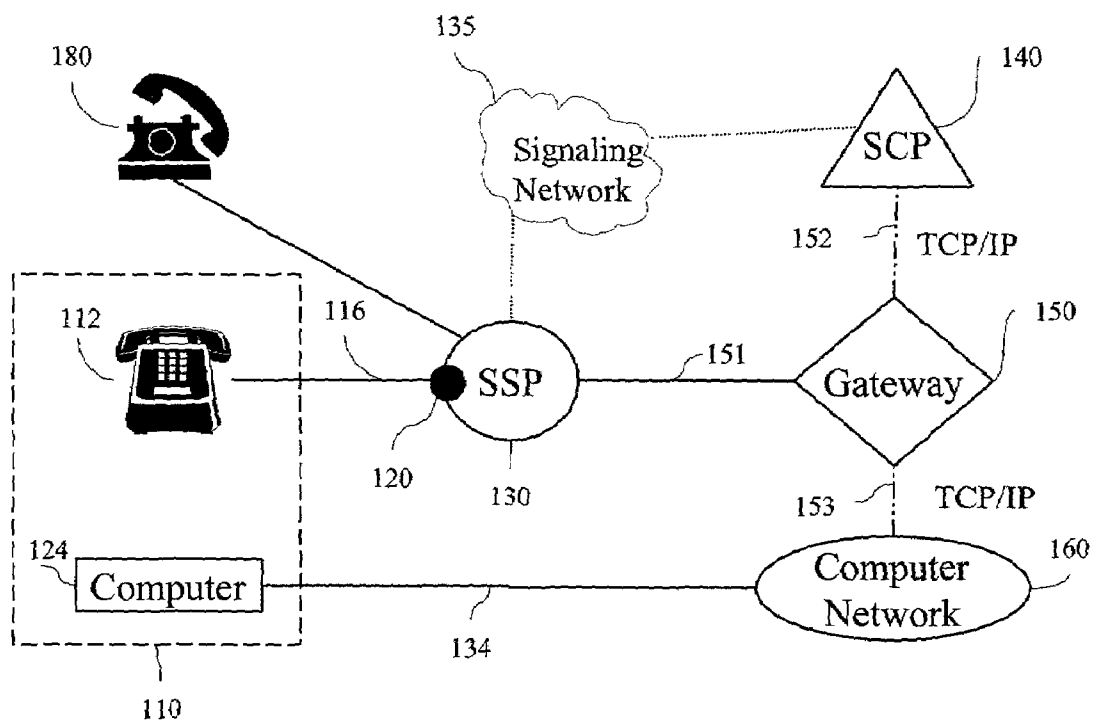 135
180
140
Signaling
Network
SCP
152
TCP/IP
112
116
150
151
SSP
Gateway
120
130
153
TCP/IP
124
Computer
Computer
Network
160
134
110